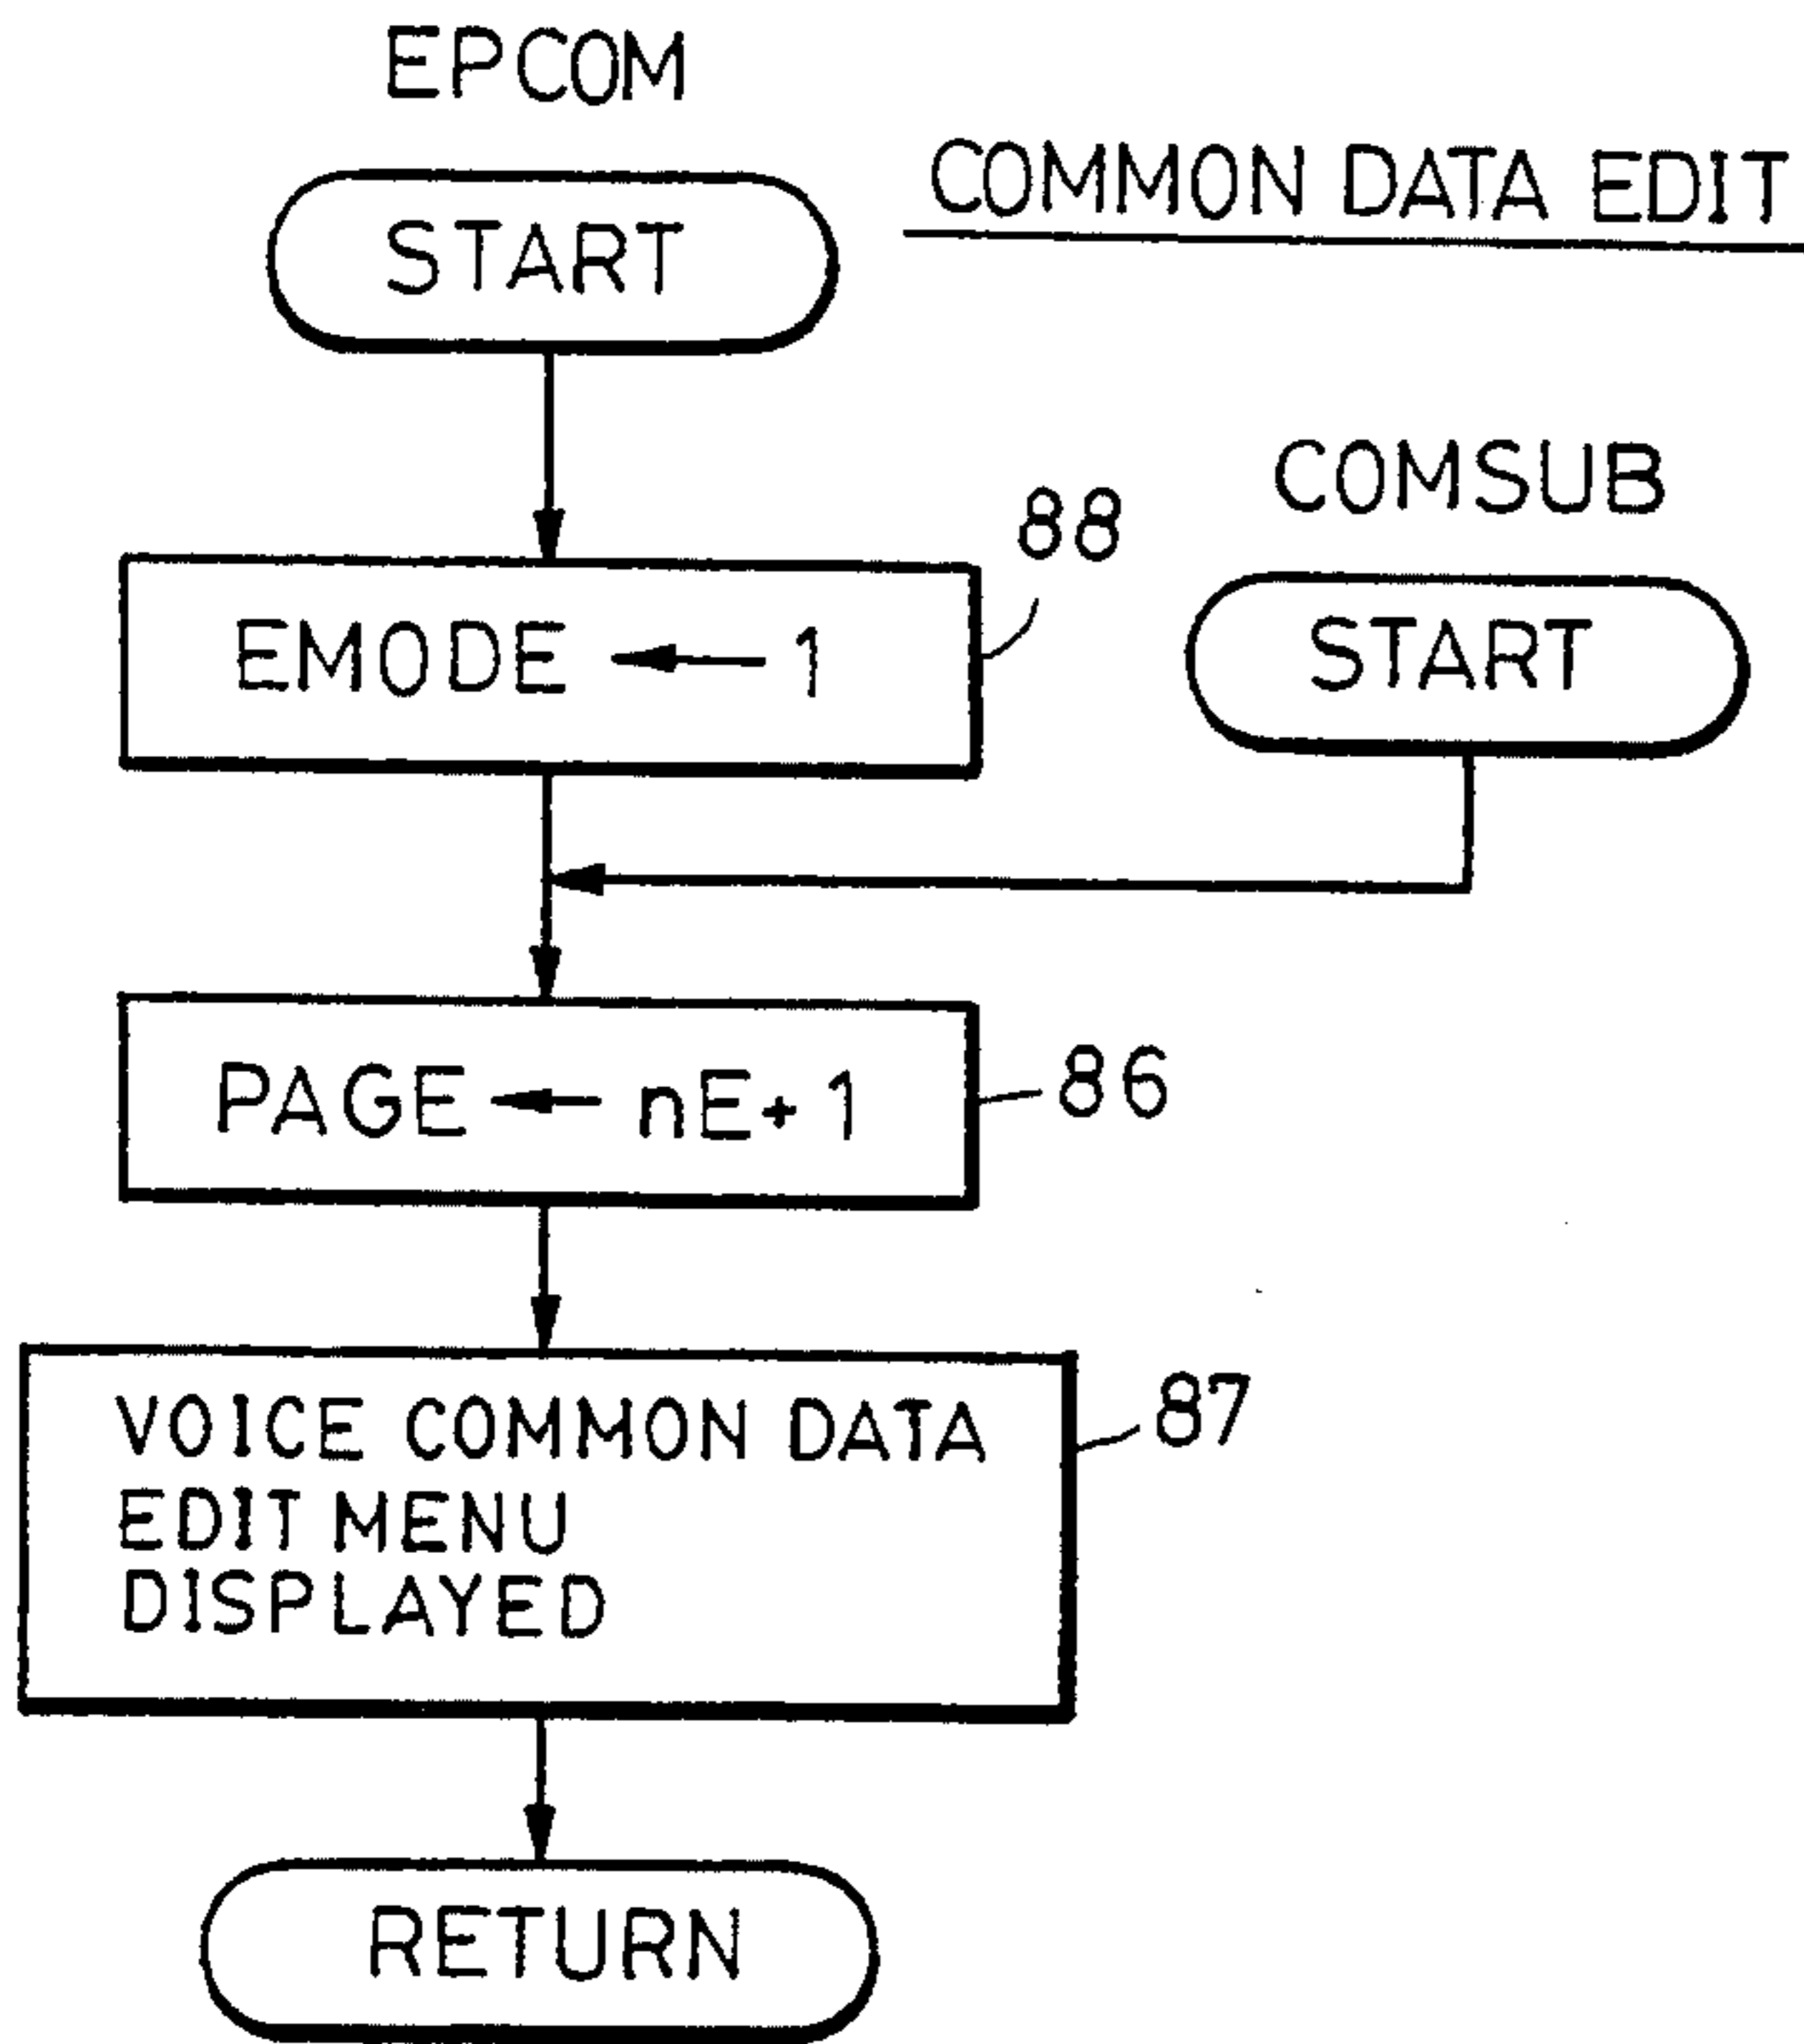 EPCOM
COMMON DATA EDIT
START
COMSUB
88
EMODE ← 1
START
PAGE ← nE+1
86
VOICE COMMON DATA
EDIT MENU
DISPLAYED
87
RETURN